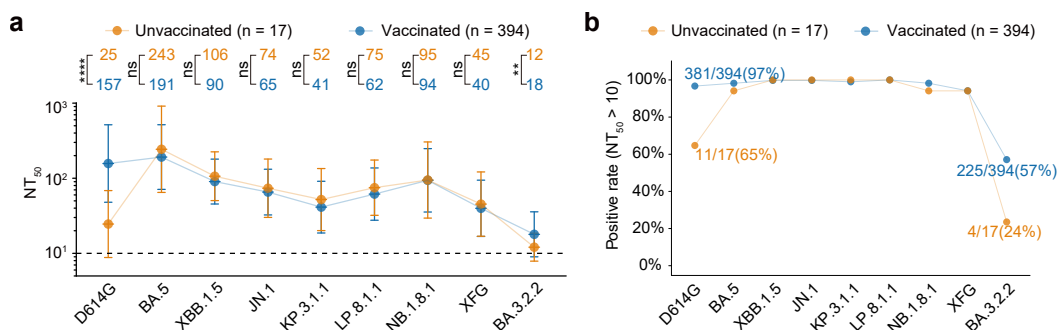 a
Unvaccinated (n = 17) Vaccinated (n = 394)
**** ns ns ns ns ns ns ns **
25 243 106 74 52 75 95 45 12
157 191 90 65 41 62 94 40 18
NT50
10³
10²
10¹
D614G BA.5 XBB.1.5 JN.1 KP.3.1.1 LP.8.1.1 NB.1.8.1 XFG BA.3.2.2
b
Unvaccinated (n = 17) Vaccinated (n = 394)
Positive rate (NT50 > 10)
100%
80%
60%
40%
20%
0%
381/394(97%)
11/17(65%)
225/394(57%)
4/17(24%)
D614G BA.5 XBB.1.5 JN.1 KP.3.1.1 LP.8.1.1 NB.1.8.1 XFG BA.3.2.2